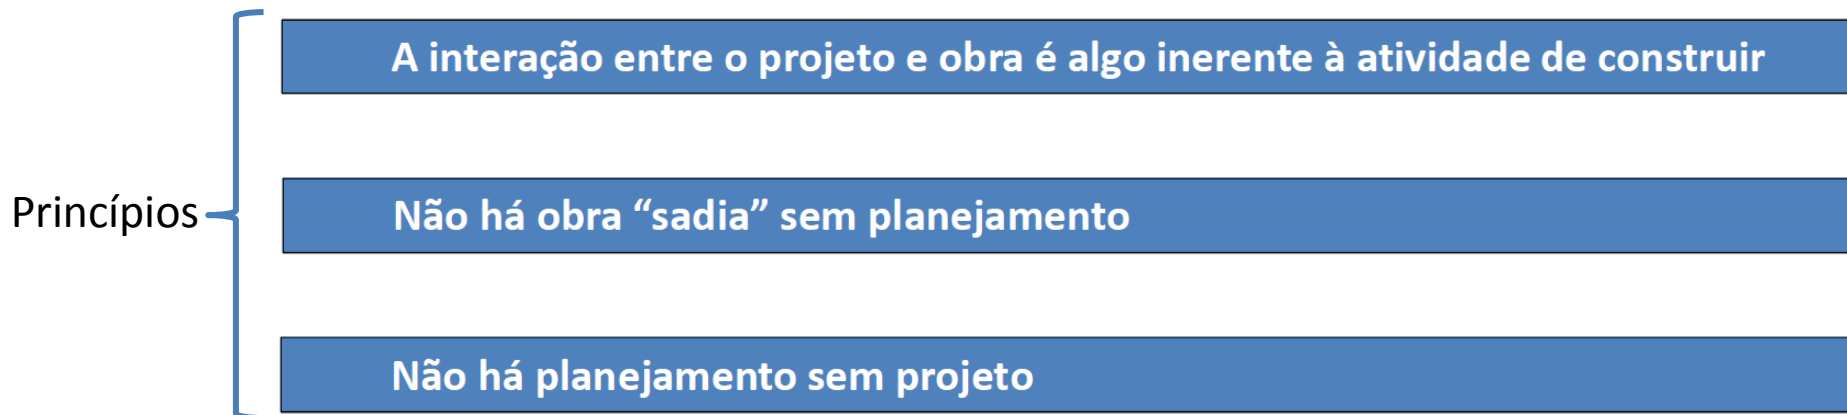 A interação entre o projeto e obra é algo inerente à atividade de construir
Princípios
Não há obra “sadia” sem planejamento
Não há planejamento sem projeto